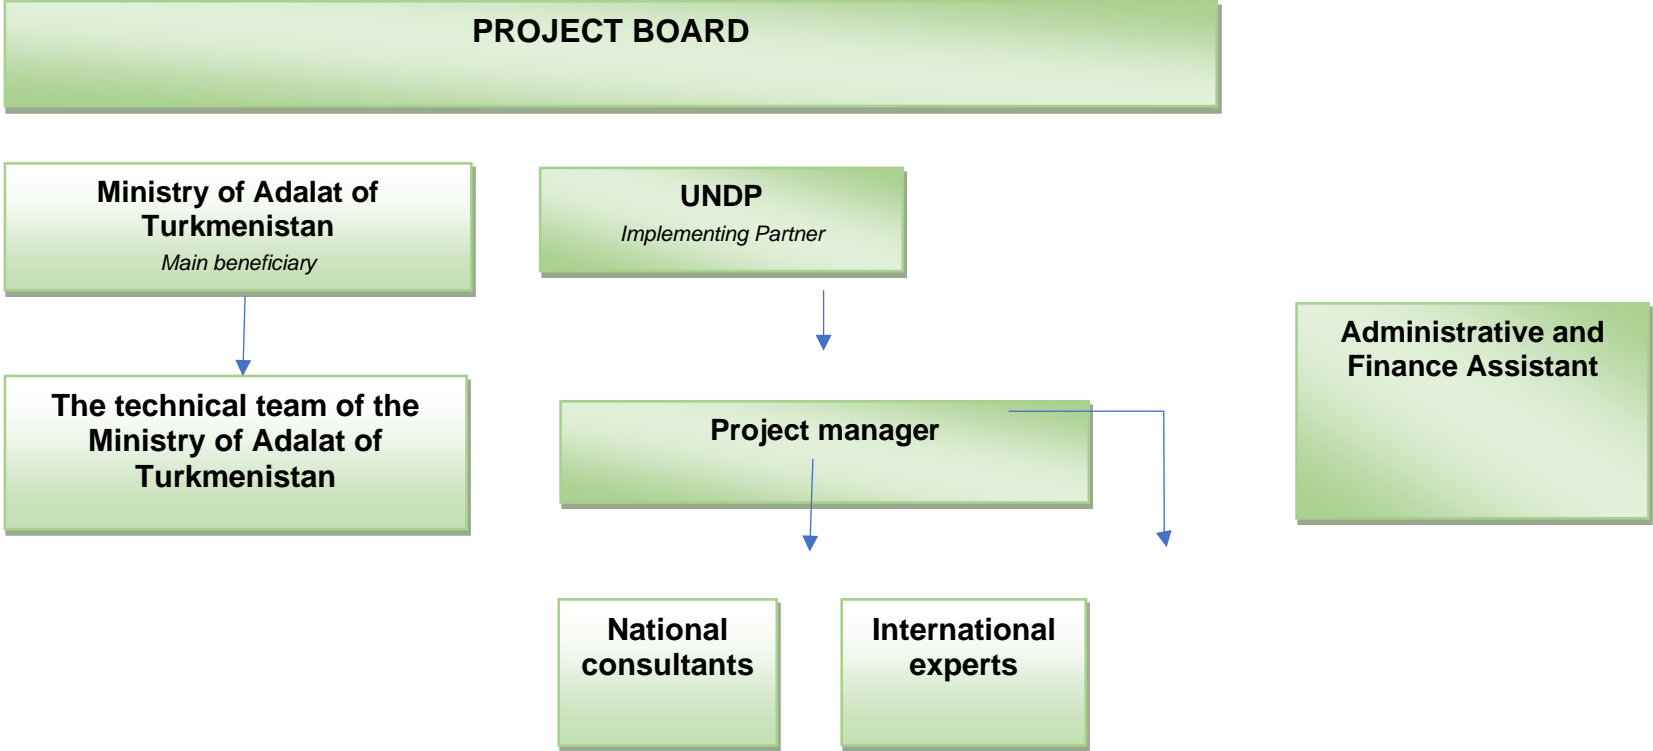 PROJECT BOARD
Ministry of Adalat of
Turkmenistan
Main beneficiary
UNDP
Implementing Partner
Administrative and
Finance Assistant
The technical team of the
Ministry of Adalat of
Turkmenistan
Project manager
National
consultants
International
experts